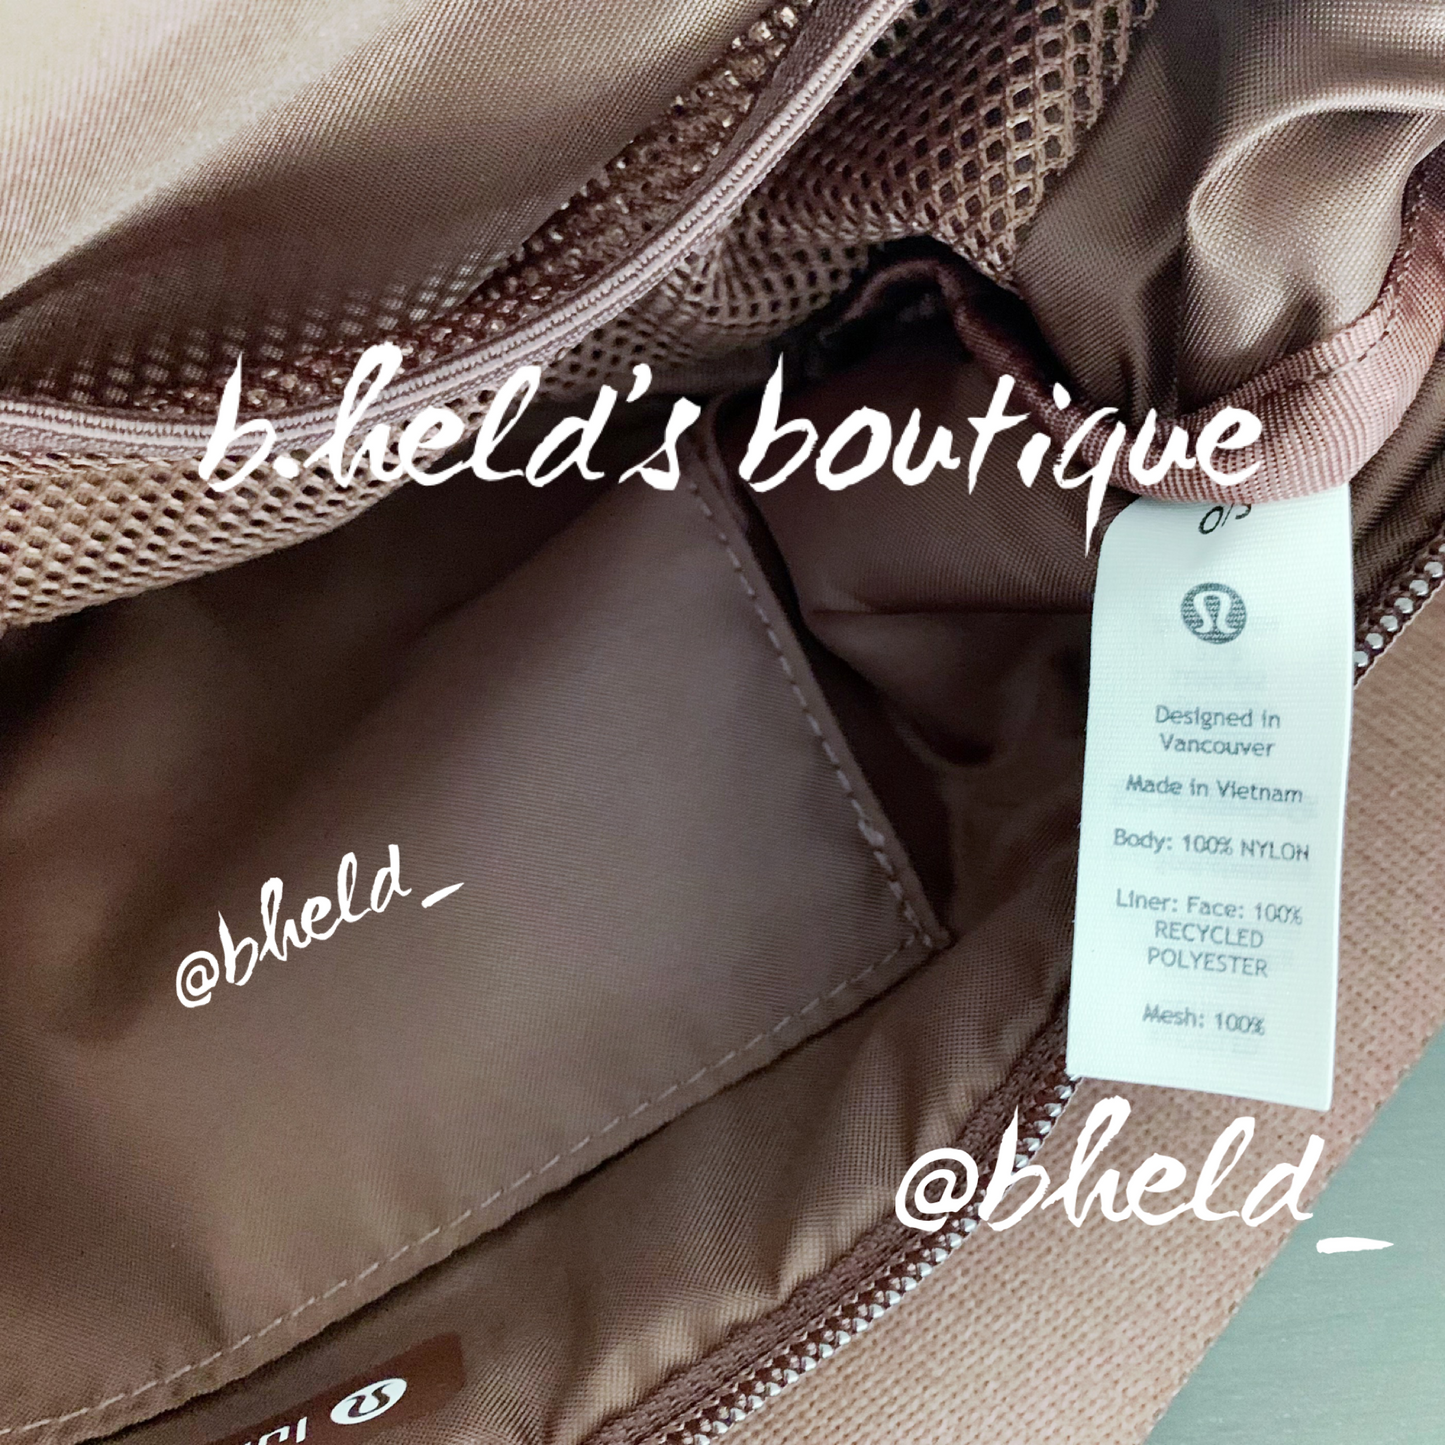 b.held's boutique
O/S
Designed in
Vancouver
Made in Vietnam
Body: 100% NYLON
Liner: Face: 100%
RECYCLED
POLYESTER
Mesh: 100%
@bheld_
@bheld_